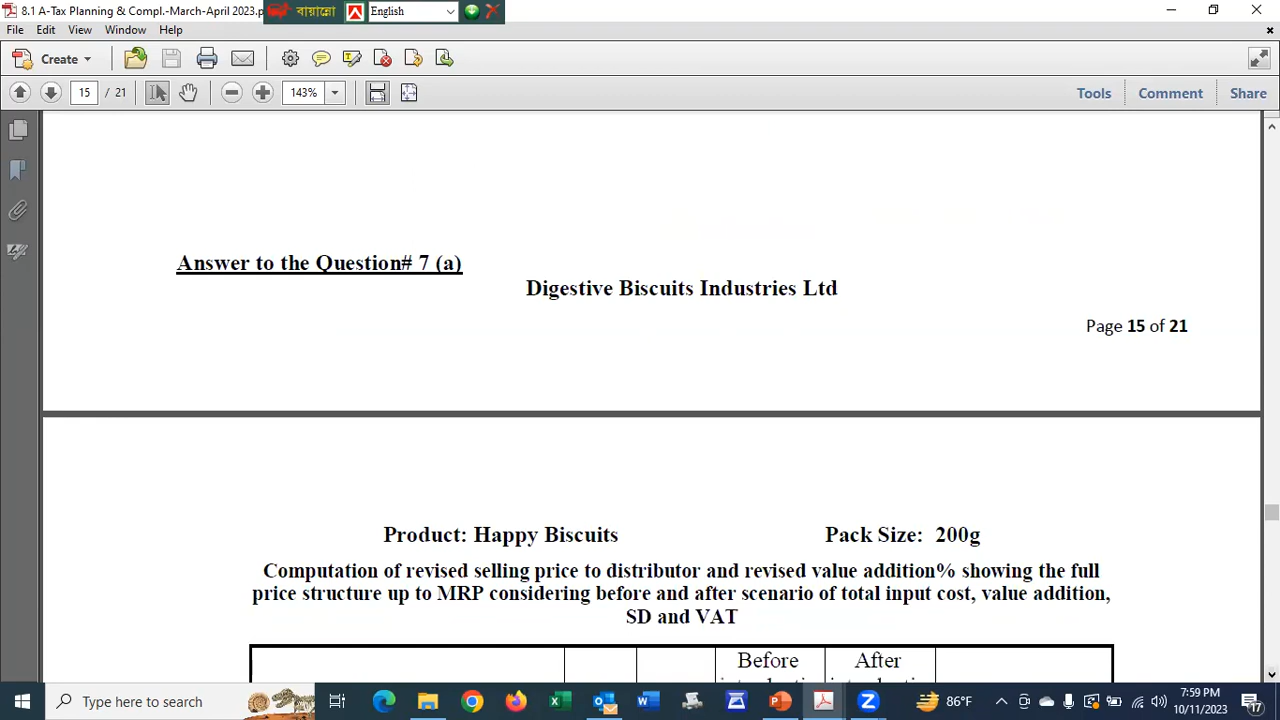 8.1 A-Tax Planning & Compl.-March-April 2023.p
বায়ান্নো
English
File Edit View Window Help
Create
15 / 21
143%
Tools Comment Share
Answer to the Question# 7 (a)
Digestive Biscuits Industries Ltd
Page 15 of 21
Product: Happy Biscuits Pack Size: 200g
Computation of revised selling price to distributor and revised value addition% showing the full
price structure up to MRP considering before and after scenario of total input cost, value addition,
SD and VAT
Before After
Type here to search
86°F
7:59 PM
10/11/2023
17